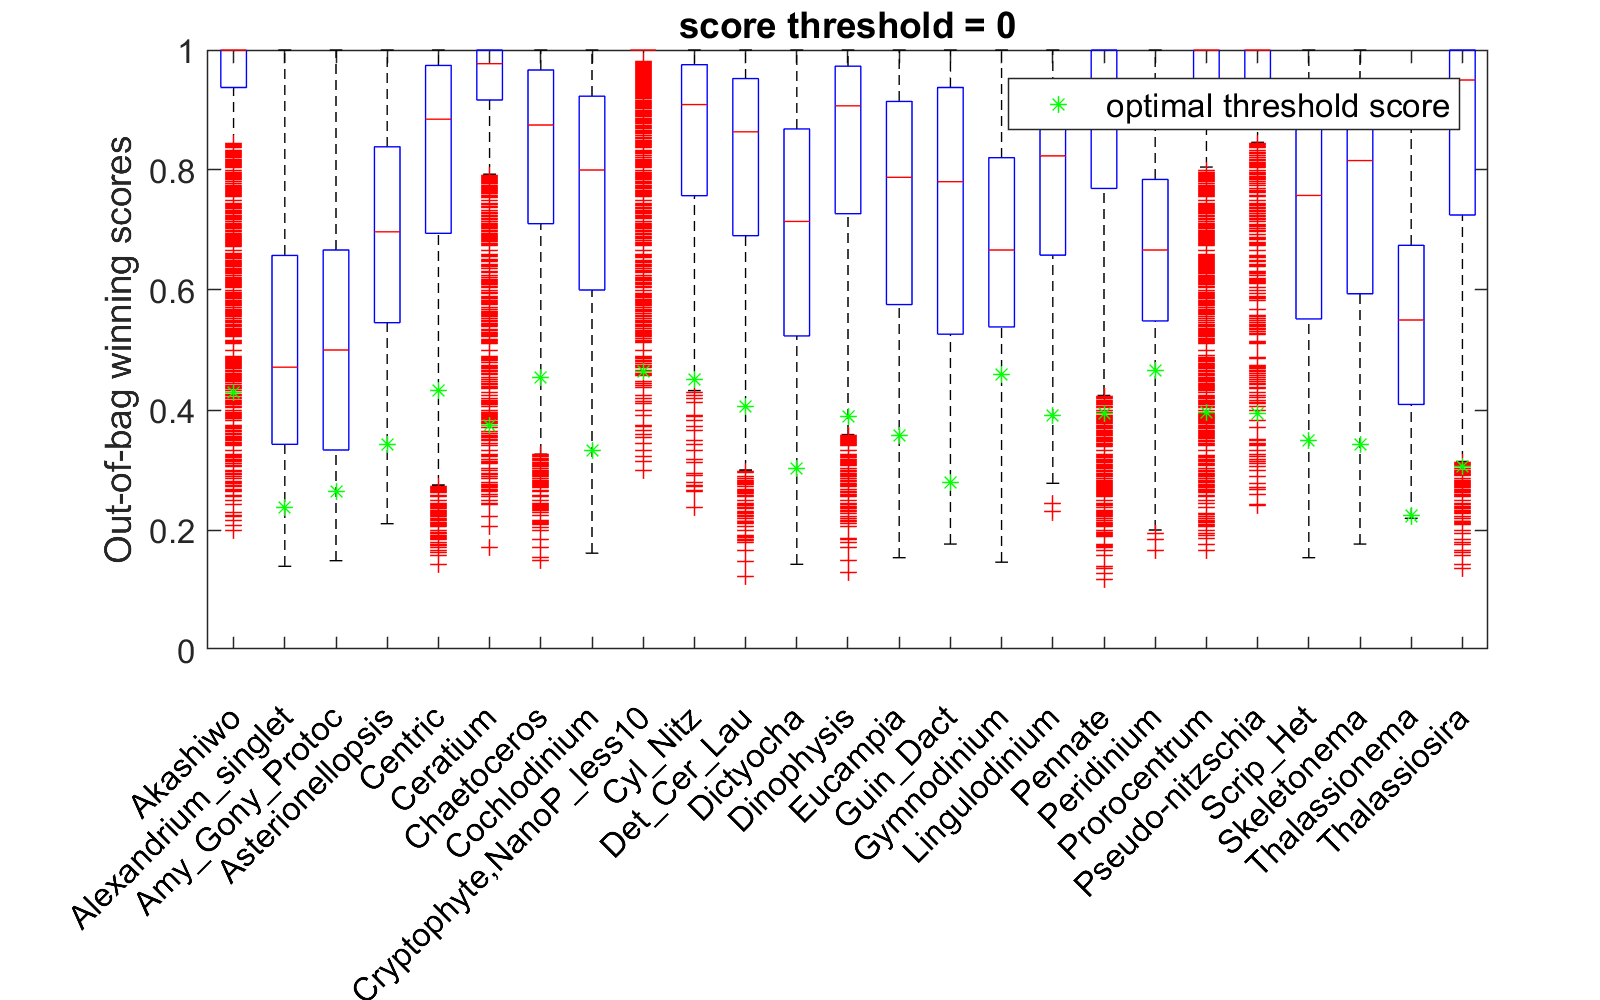 score threshold = 0
optimal threshold score
Out-of-bag winning scores
1
0.8
0.6
0.4
0.2
0
Akashiwo
Alexandrium_singlet
Amy_Gony_Protoc
Asterionellopsis
Centric
Ceratium
Chaetoceros
Cochlodinium
Cryptophyte,NanoP_less10
Cyl_Nitz
Det_Cer_Lau
Dictyocha
Dinophysis
Eucampia
Guin_Dact
Gymnodinium
Lingulodinium
Pennate
Peridinium
Prorocentrum
Pseudo-nitzschia
Scrip_Het
Skeletonema
Thalassionema
Thalassiosira